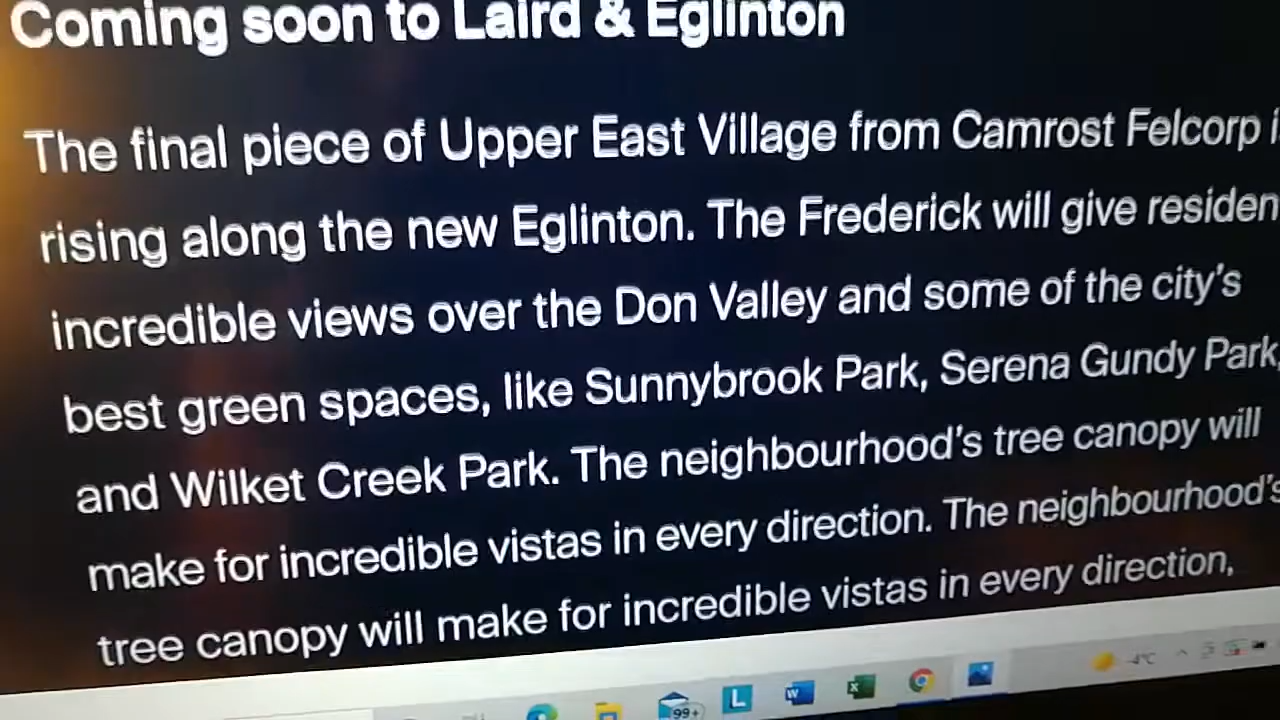 Coming soon to Laird & Eglinton
The final piece of Upper East Village from Camrost Felcorp
rising along the new Eglinton. The Frederick will give residen
incredible views over the Don Valley and some of the city's
best green spaces, like Sunnybrook Park, Serena Gundy Park,
and Wilket Creek Park. The neighbourhood's tree canopy will
make for incredible vistas in every direction. The neighbourhood's
tree canopy will make for incredible vistas in every direction,
99+
L
W
X
-4°C